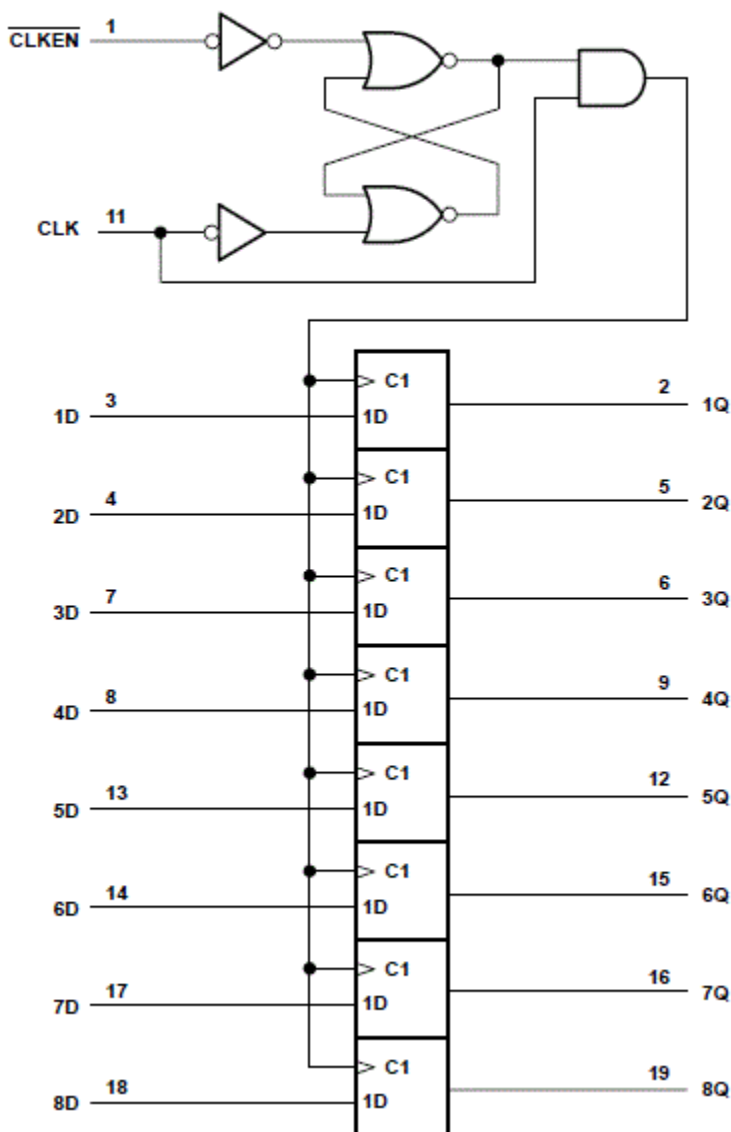 CLKEN 1
CLK 11
C1
1D 3 1D 2 1Q
C1
2D 4 1D 5 2Q
C1
3D 7 1D 6 3Q
C1
4D 8 1D 9 4Q
C1
5D 13 1D 12 5Q
C1
6D 14 1D 15 6Q
C1
7D 17 1D 16 7Q
C1
8D 18 1D 19 8Q